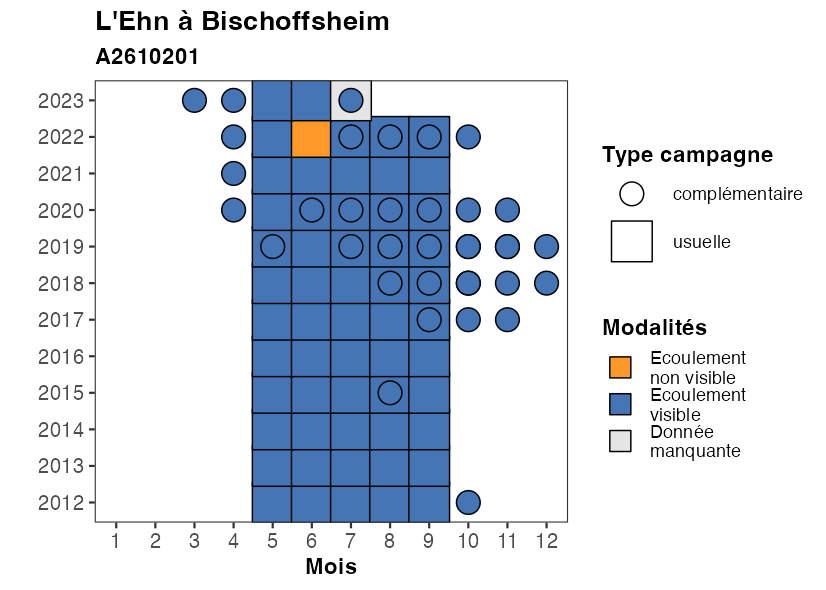 L'Ehn à Bischoffsheim
A2610201
2023
2022
2021
2020
2019
2018
2017
2016
2015
2014
2013
2012
1 2 3 4 5 6 7 8 9 10 11 12
Mois
Type campagne
complémentaire
usuelle
Modalités
Ecoulement
non visible
Ecoulement
visible
Donnée
manquante